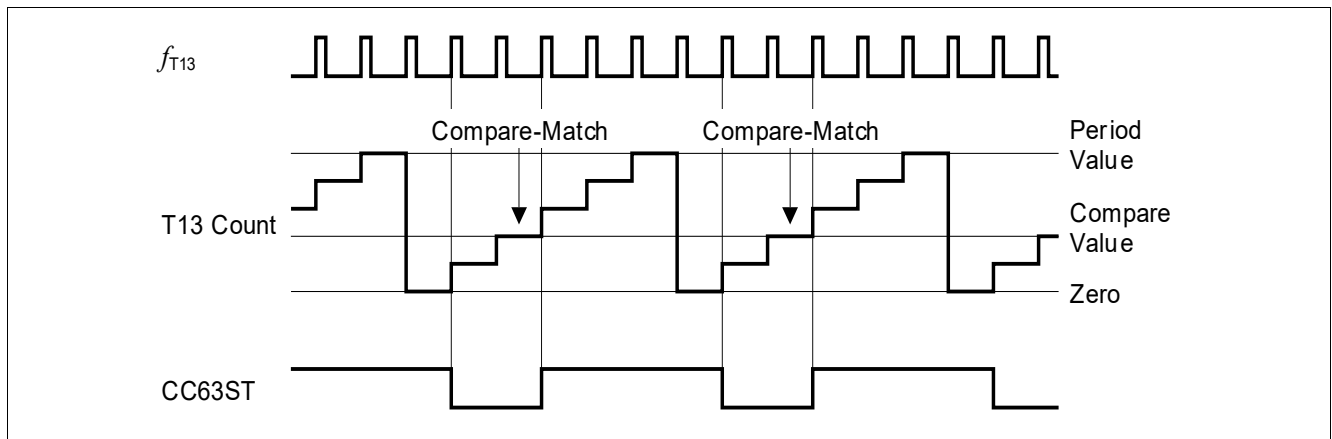 fT13
Compare-Match
Compare-Match
Period
Value
T13 Count
Compare
Value
Zero
CC63ST